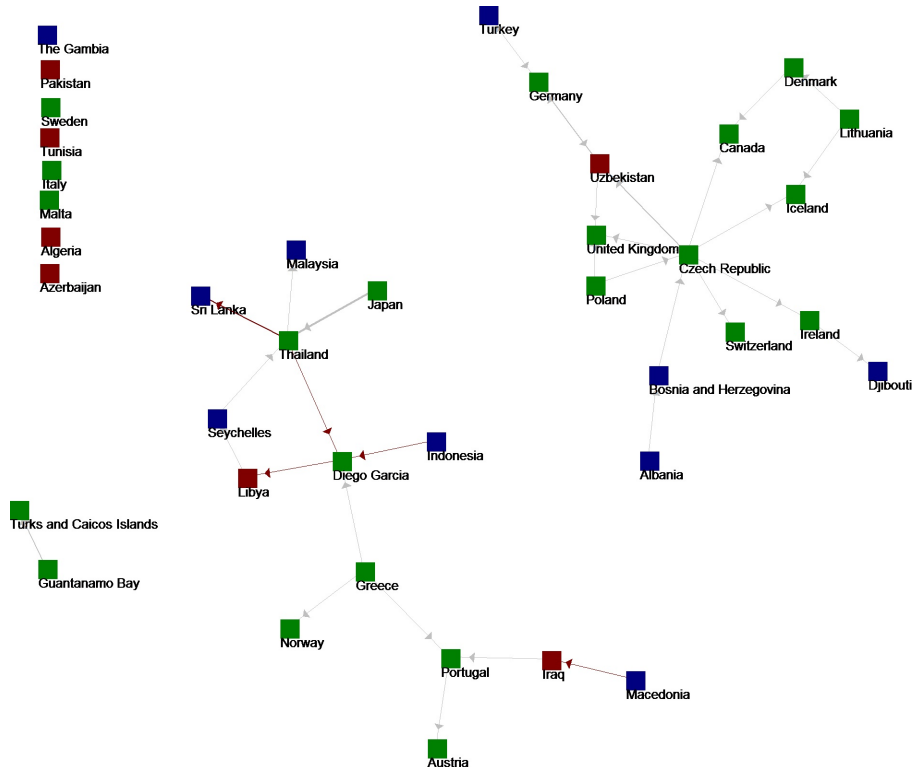 Turkey
The Gambia
Denmark
Pakistan
Germany
Sweden
Lithuania
Tunisia
Canada
Uzbekistan
Italy
Iceland
Malta
United Kingdom
Algeria
Malaysia
Czech Republic
Azerbaijan
Poland
Sri Lanka
Japan
Ireland
Switzerland
Thailand
Djibouti
Bosnia and Herzegovina
Seychelles
Indonesia
Diego Garcia
Albania
Libya
Turks and Caicos Islands
Guantanamo Bay
Greece
Norway
Portugal
Iraq
Macedonia
Austria